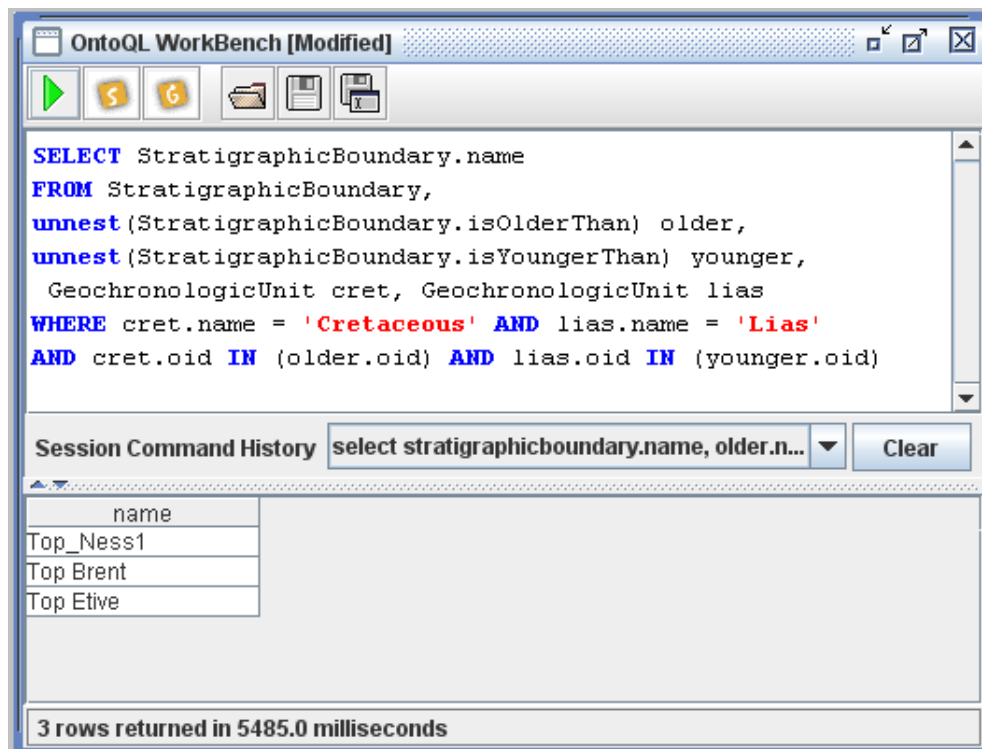 OntoQL WorkBench [Modified]
S G
SELECT StratigraphicBoundary.name
FROM StratigraphicBoundary,
unnest(StratigraphicBoundary.isOlderThan) older,
unnest(StratigraphicBoundary.isYoungerThan) younger,
GeochronologicUnit cret, GeochronologicUnit lias
WHERE cret.name = 'Cretaceous' AND lias.name = 'Lias'
AND cret.oid IN (older.oid) AND lias.oid IN (younger.oid)
Session Command History select stratigraphicboundary.name, older.n... Clear
name
Top_Ness1
Top Brent
Top Etive
3 rows returned in 5485.0 milliseconds